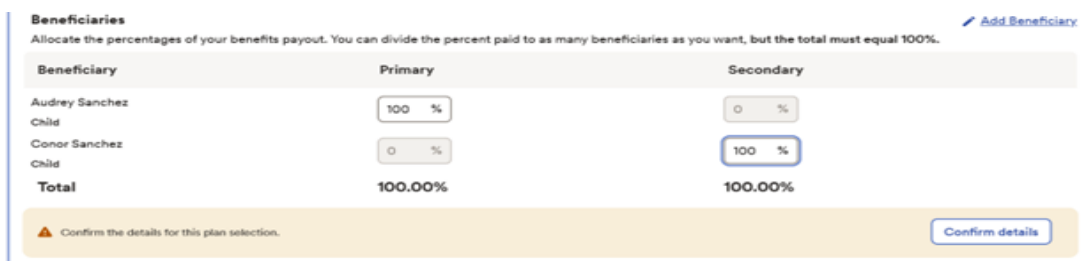 Beneficiaries
Add Beneficiary
Allocate the percentages of your benefits payout. You can divide the percent paid to as many beneficiaries as you want, but the total must equal 100%.
Beneficiary Primary Secondary
Audrey Sanchez
Child
100 % 0 %
Conor Sanchez
Child
0 % 100 %
Total 100.00% 100.00%
Confirm the details for this plan selection. Confirm details